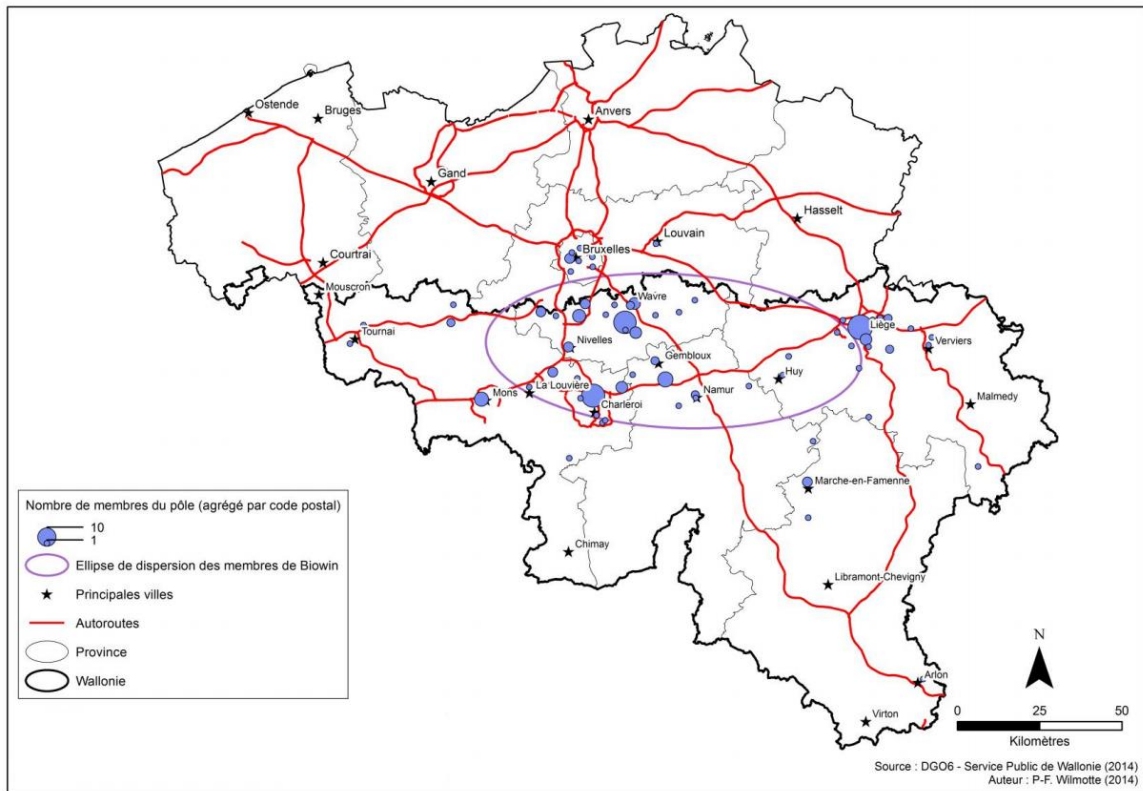 Ostende
Bruges
Anvers
Gand
Hasselt
Louvain
Bruxelles
Courtrai
Mouscron
Wavre
Liège
Tournai
Nivelles
Verviers
Gembloux
Huy
La Louvière
Namur
Mons
Malmedy
Charleroi
Marche-en-Famenne
Chimay
Libramont-Chevigny
Arlon
Virton
Nombre de membres du pôle (agrégé par code postal)
10
1
Ellipse de dispersion des membres de Biowin
Principales villes
Autoroutes
Province
Wallonie
N
0 25 50
Kilomètres
Source : DGO6 - Service Public de Wallonie (2014)
Auteur : P-F. Wilmotte (2014)